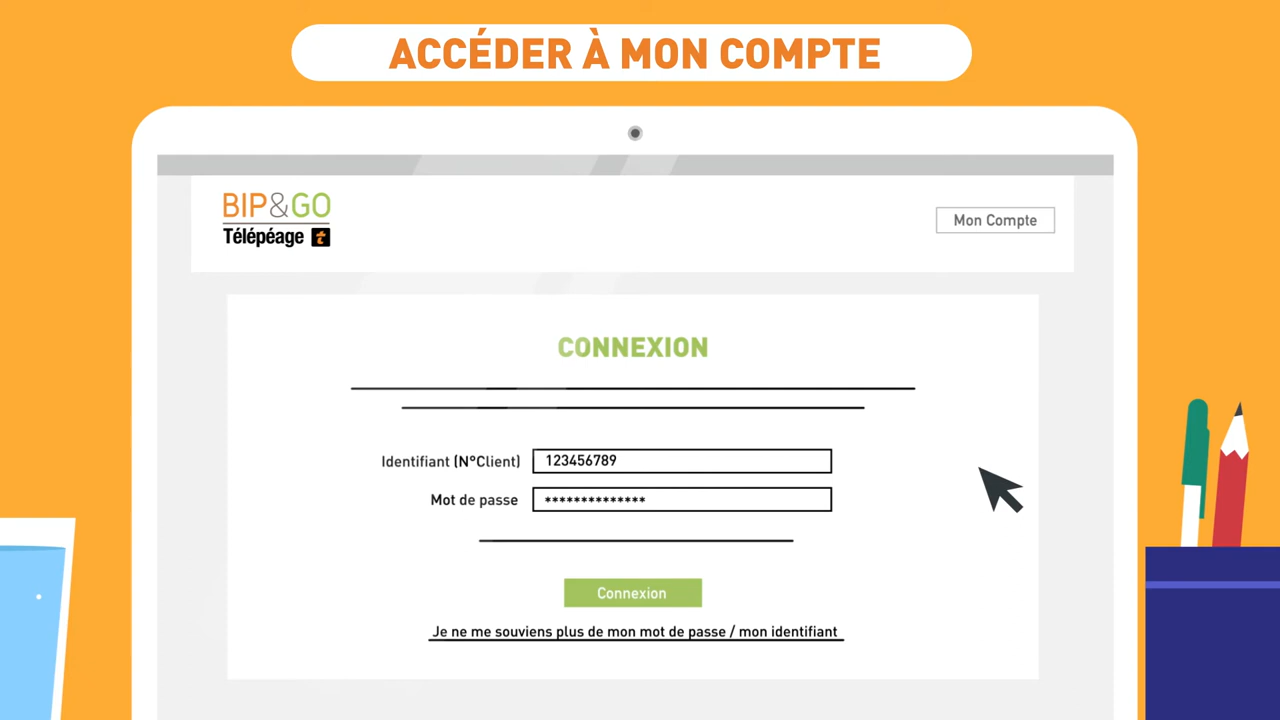 ACCÉDER À MON COMPTE
BIP&GO
Télépéage t
Mon Compte
CONNEXION
Identifiant (N°Client) 123456789
Mot de passe **************
Connexion
Je ne me souviens plus de mon mot de passe / mon identifiant